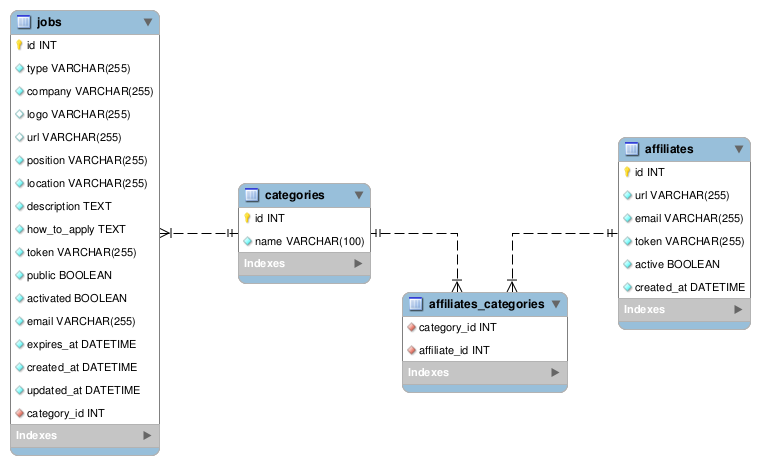 jobs
id INT
type VARCHAR(255)
company VARCHAR(255)
logo VARCHAR(255)
url VARCHAR(255)
position VARCHAR(255)
location VARCHAR(255)
description TEXT
how_to_apply TEXT
token VARCHAR(255)
public BOOLEAN
activated BOOLEAN
email VARCHAR(255)
expires_at DATETIME
created_at DATETIME
updated_at DATETIME
category_id INT
Indexes
categories
id INT
name VARCHAR(100)
Indexes
affiliates_categories
category_id INT
affiliate_id INT
Indexes
affiliates
id INT
url VARCHAR(255)
email VARCHAR(255)
token VARCHAR(255)
active BOOLEAN
created_at DATETIME
Indexes